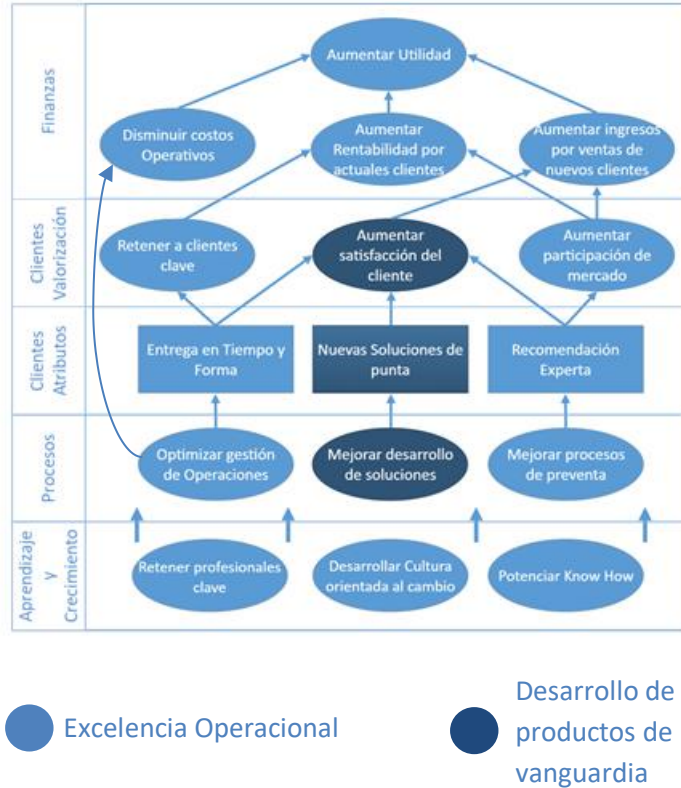 Finanzas
Aumentar Utilidad
Disminuir costos
Operativos
Aumentar
Rentabilidad por
actuales clientes
Aumentar ingresos
por ventas de
nuevos clientes
Clientes
Valorización
Retener a clientes
clave
Aumentar
satisfacción del
cliente
Aumentar
participación de
mercado
Clientes
Atributos
Entrega en Tiempo y
Forma
Nuevas Soluciones de
punta
Recomendación
Experta
Procesos
Optimizar gestión
de Operaciones
Mejorar desarrollo
de soluciones
Mejorar procesos
de preventa
Aprendizaje
y
Crecimiento
Retener profesionales
clave
Desarrollar Cultura
orientada al cambio
Potenciar Know How
Excelencia Operacional
Desarrollo de
productos de
vanguardia